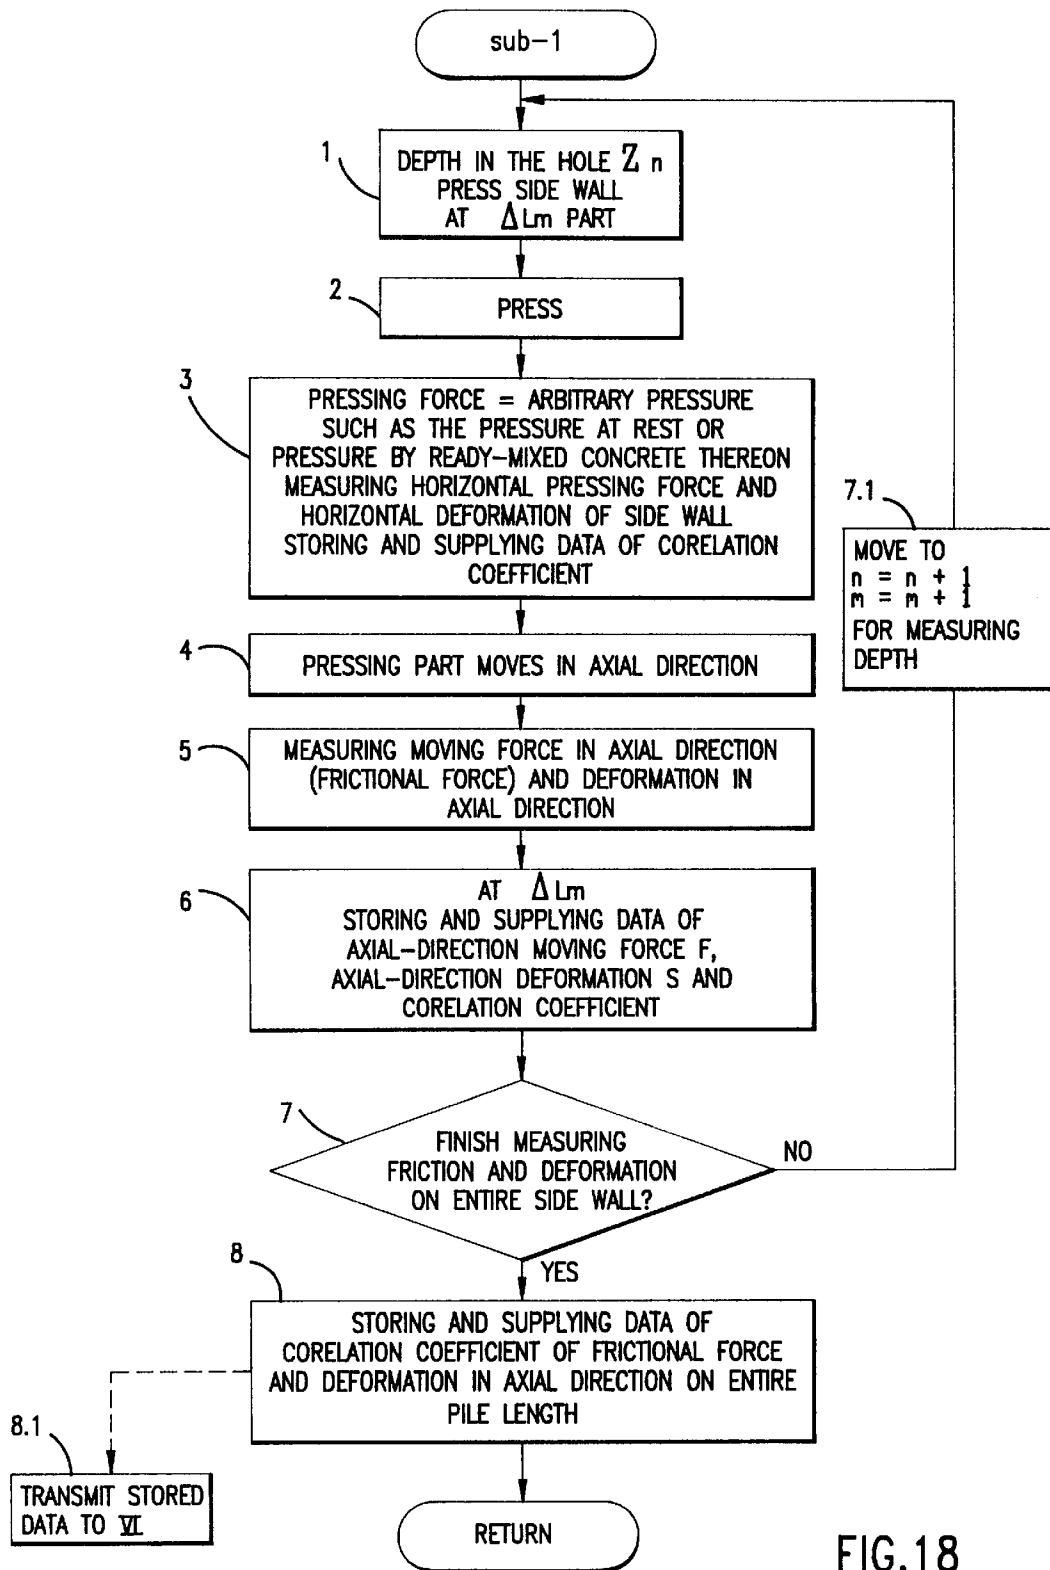 sub-1
1
DEPTH IN THE HOLE Z n
PRESS SIDE WALL
AT ΔLm PART
2
PRESS
3
PRESSING FORCE = ARBITRARY PRESSURE
SUCH AS THE PRESSURE AT REST OR
PRESSURE BY READY-MIXED CONCRETE THEREON
MEASURING HORIZONTAL PRESSING FORCE AND
HORIZONTAL DEFORMATION OF SIDE WALL
STORING AND SUPPLYING DATA OF CORELATION
COEFFICIENT
7.1
MOVE TO
n = n + 1
m = m + 1
FOR MEASURING
DEPTH
4
PRESSING PART MOVES IN AXIAL DIRECTION
5
MEASURING MOVING FORCE IN AXIAL DIRECTION
(FRICTIONAL FORCE) AND DEFORMATION IN
AXIAL DIRECTION
6
AT ΔLm
STORING AND SUPPLYING DATA OF
AXIAL-DIRECTION MOVING FORCE F,
AXIAL-DIRECTION DEFORMATION S AND
CORELATION COEFFICIENT
7
FINISH MEASURING
FRICTION AND DEFORMATION
ON ENTIRE SIDE WALL?
NO
YES
8
STORING AND SUPPLYING DATA OF
CORELATION COEFFICIENT OF FRICTIONAL FORCE
AND DEFORMATION IN AXIAL DIRECTION ON ENTIRE
PILE LENGTH
8.1
TRANSMIT STORED
DATA TO VI
RETURN
FIG.18